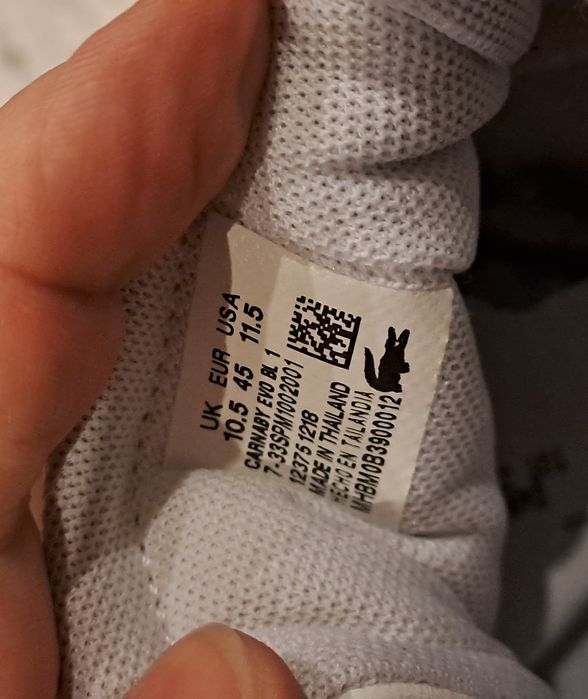 UK EUR USA
10.5 45 11.5
CARNABY EVO BL 1
7-33SPM1002001
12375 1218
MADE IN THAILAND
HECHO EN TAILANDIA
MHBM0B3900012